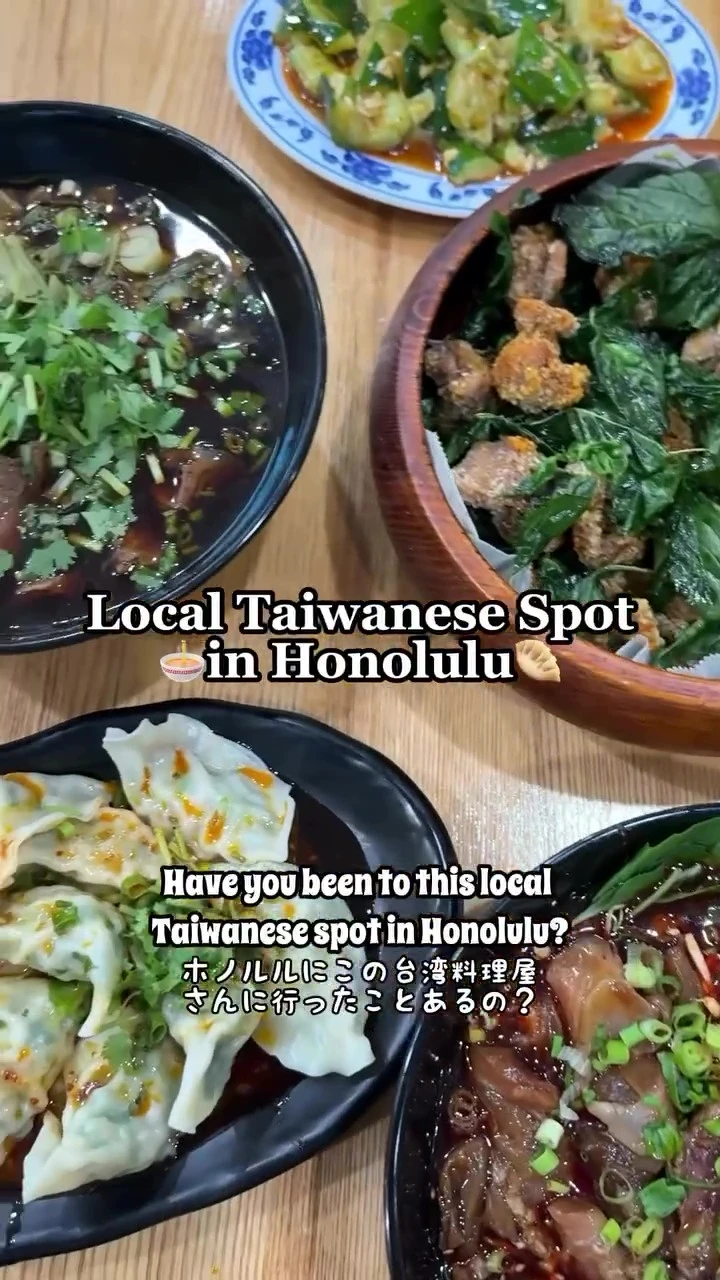 Local Taiwanese Spot
🍜in Honolulu🥟
Have you been to this local
Taiwanese spot in Honolulu?
ホノルルにこの台湾料理屋
さんに行ったことあるの？